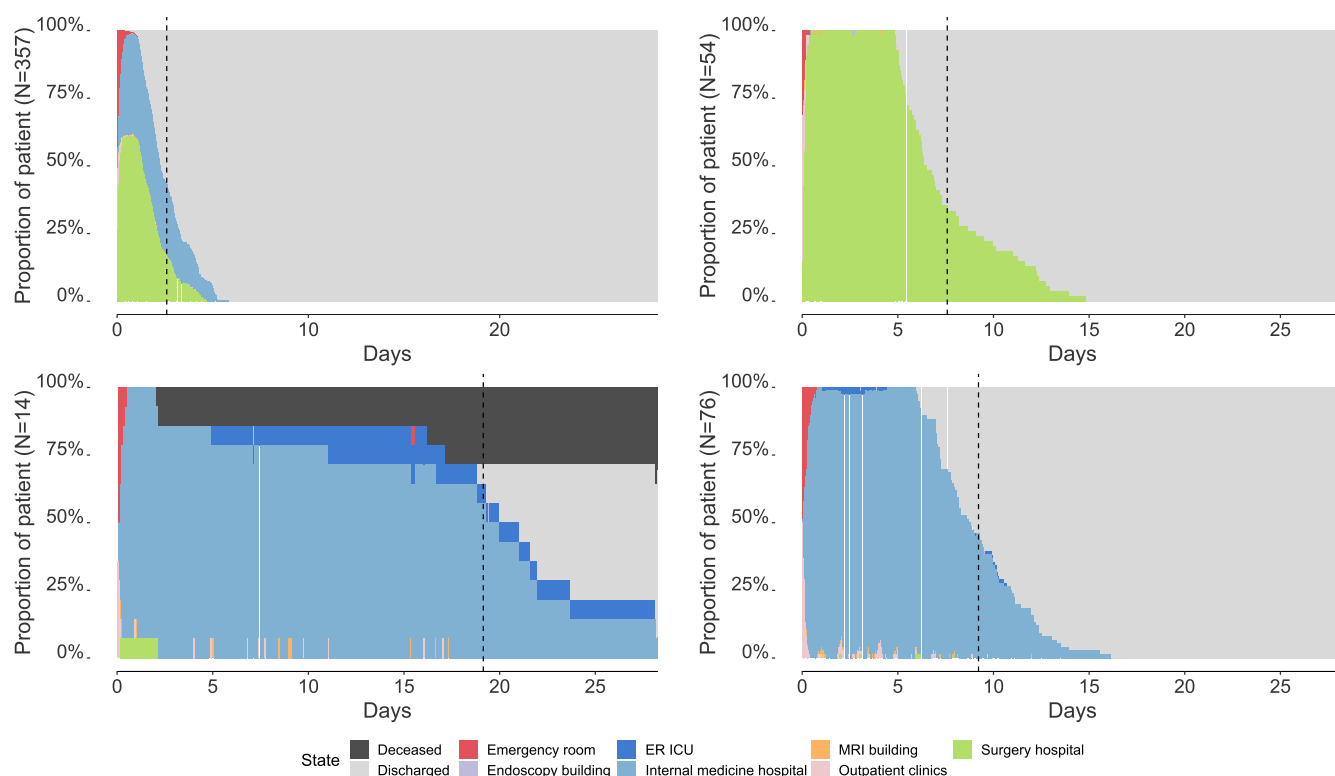 Proportion of patient (N=357)
100%
75%
50%
25%
0%
0 10 20
Days
Proportion of patient (N=54)
100%
75%
50%
25%
0%
0 5 10 15 20 25
Days
Proportion of patient (N=14)
100%
75%
50%
25%
0%
0 5 10 15 20 25
Days
Proportion of patient (N=76)
100%
75%
50%
25%
0%
0 5 10 15 20 25
Days
State
Deceased Emergency room ER ICU MRI building Surgery hospital
Discharged Endoscopy building Internal medicine hospital Outpatient clinics